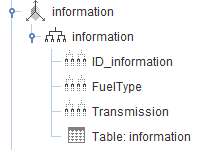 information
information
ID_information
FuelType
Transmission
Table: information